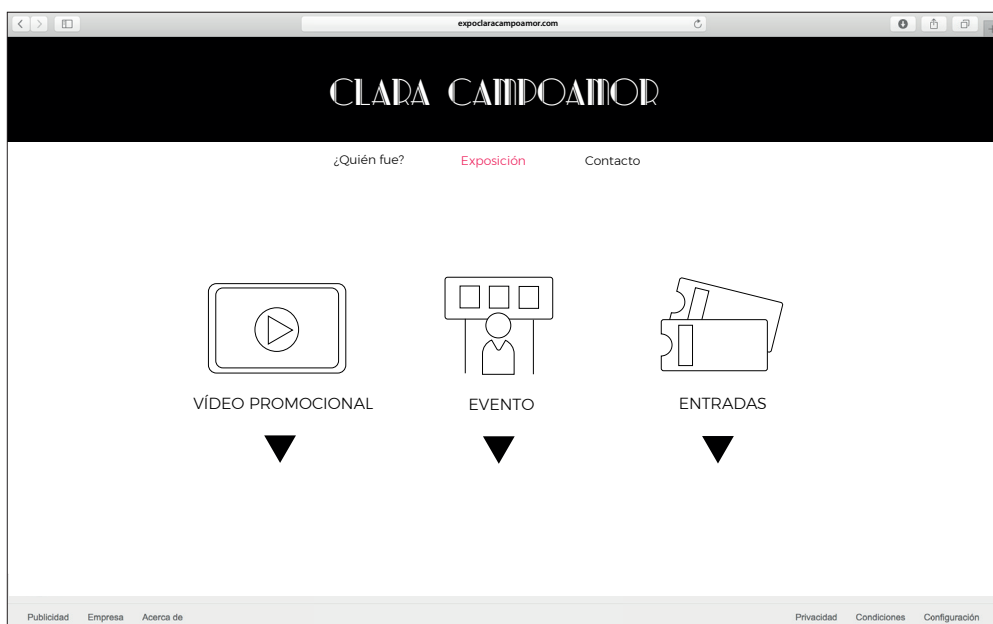 expoclaracampoamor.com
CLARA CAMPOAMOR
¿Quién fue? Exposición Contacto
VÍDEO PROMOCIONAL EVENTO ENTRADAS
Publicidad Empresa Acerca de Privacidad Condiciones Configuración